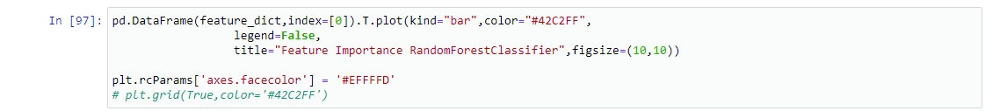 In [97]: pd.DataFrame(feature_dict,index=[0]).T.plot(kind="bar",color="#42C2FF",
legend=False,
title="Feature Importance RandomForestClassifier",figsize=(10,10))
plt.rcParams['axes.facecolor'] = '#EFFFFD'
# plt.grid(True,color='#42C2FF')